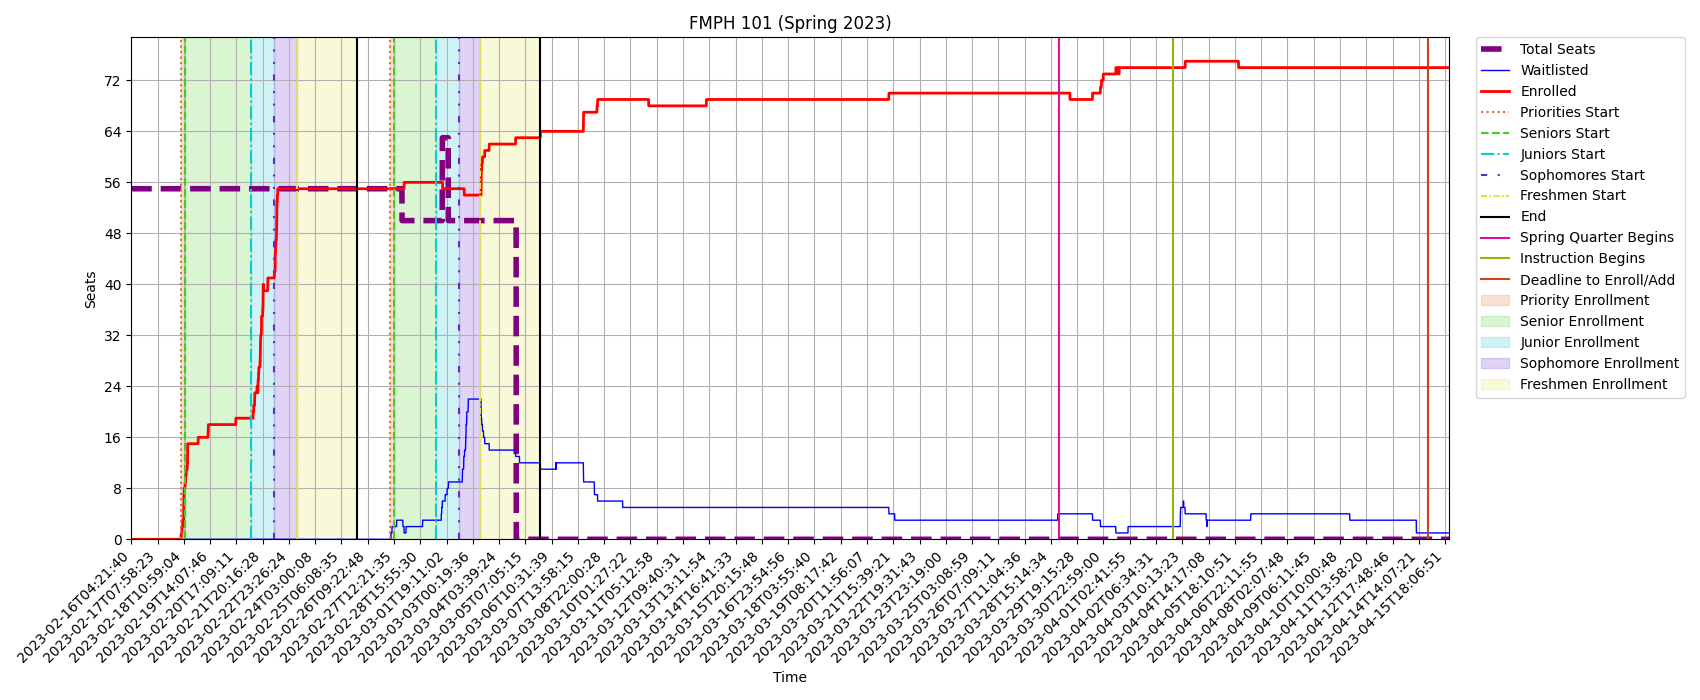 FMPH 101 (Spring 2023)
Seats
72
64
56
48
40
32
24
16
8
0
2023-02-16T04:21:40
2023-02-17T07:58:23
2023-02-18T10:59:04
2023-02-19T14:07:46
2023-02-20T17:09:11
2023-02-21T20:16:28
2023-02-22T23:26:24
2023-02-24T03:00:08
2023-02-25T06:08:35
2023-02-26T09:22:48
2023-02-27T12:21:35
2023-02-28T15:55:30
2023-03-01T19:11:02
2023-03-03T00:19:36
2023-03-04T03:39:24
2023-03-05T07:05:15
2023-03-06T10:31:39
2023-03-07T13:58:15
2023-03-08T22:00:28
2023-03-10T01:27:22
2023-03-11T05:12:58
2023-03-12T09:40:31
2023-03-13T13:11:54
2023-03-14T16:41:33
2023-03-15T20:15:48
2023-03-16T23:54:56
2023-03-18T03:55:40
2023-03-19T08:17:42
2023-03-20T11:56:07
2023-03-21T15:39:21
2023-03-22T19:31:43
2023-03-23T23:19:00
2023-03-25T03:08:59
2023-03-26T07:09:11
2023-03-27T11:04:36
2023-03-28T15:14:34
2023-03-29T19:15:28
2023-03-30T22:59:00
2023-04-01T02:41:55
2023-04-02T06:34:31
2023-04-03T10:13:23
2023-04-04T14:17:08
2023-04-05T18:10:51
2023-04-06T22:11:55
2023-04-08T02:07:48
2023-04-09T06:11:45
2023-04-10T10:00:48
2023-04-11T13:58:20
2023-04-12T17:48:46
2023-04-14T14:07:21
2023-04-15T18:06:51
Time
Total Seats
Waitlisted
Enrolled
Priorities Start
Seniors Start
Juniors Start
Sophomores Start
Freshmen Start
End
Spring Quarter Begins
Instruction Begins
Deadline to Enroll/Add
Priority Enrollment
Senior Enrollment
Junior Enrollment
Sophomore Enrollment
Freshmen Enrollment